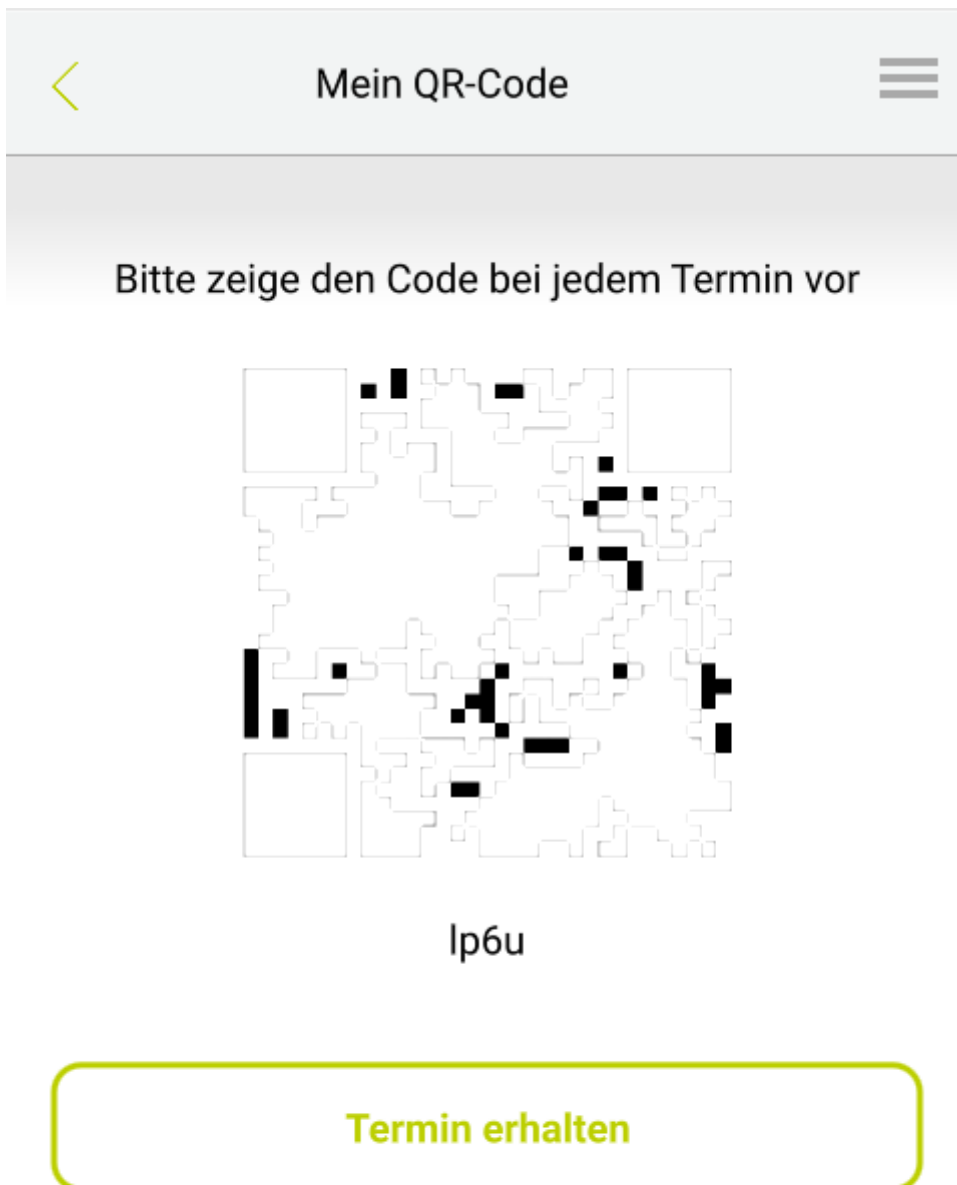 Mein QR-Code
Bitte zeige den Code bei jedem Termin vor
lp6u
Termin erhalten